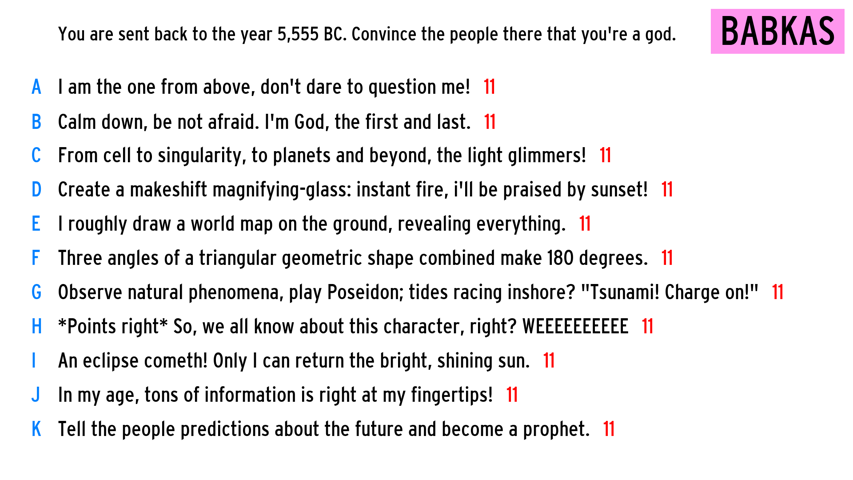 You are sent back to the year 5,555 BC. Convince the people there that you're a god.
BABKAS
A I am the one from above, don't dare to question me! 11
B Calm down, be not afraid. I'm God, the first and last. 11
C From cell to singularity, to planets and beyond, the light glimmers! 11
D Create a makeshift magnifying-glass: instant fire, i'll be praised by sunset! 11
E I roughly draw a world map on the ground, revealing everything. 11
F Three angles of a triangular geometric shape combined make 180 degrees. 11
G Observe natural phenomena, play Poseidon; tides racing inshore? "Tsunami! Charge on!" 11
H *Points right* So, we all know about this character, right? WEEEEEEEEEE 11
I An eclipse cometh! Only I can return the bright, shining sun. 11
J In my age, tons of information is right at my fingertips! 11
K Tell the people predictions about the future and become a prophet. 11